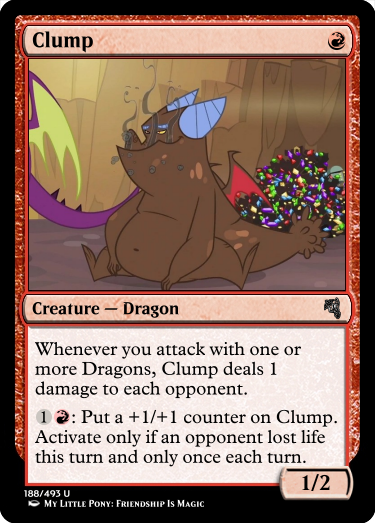 Clump
Creature — Dragon
Whenever you attack with one or
more Dragons, Clump deals 1
damage to each opponent.
1 : Put a +1/+1 counter on Clump.
Activate only if an opponent lost life
this turn and only once each turn.
1/2
188/493 U
My Little Pony: Friendship Is Magic